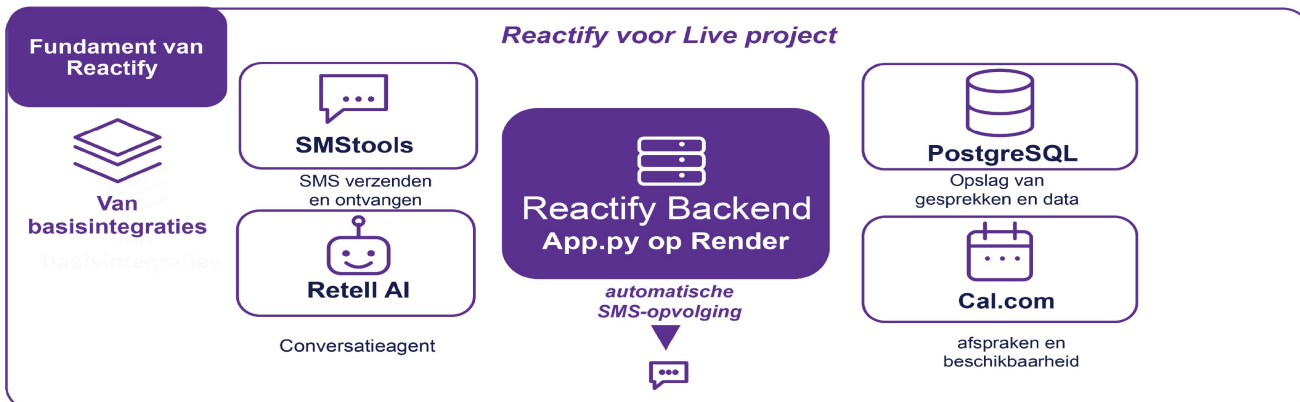 Fundament van
Reactify
Reactify voor Live project
Van
basisintegraties
basisintegraties
SMStools
SMS verzenden
en ontvangen
Retell AI
Conversatieagent
Reactify Backend
App.py op Render
automatische
SMS-opvolging
PostgreSQL
Opslag van
gesprekken en data
Cal.com
afspraken en
beschikbaarheid